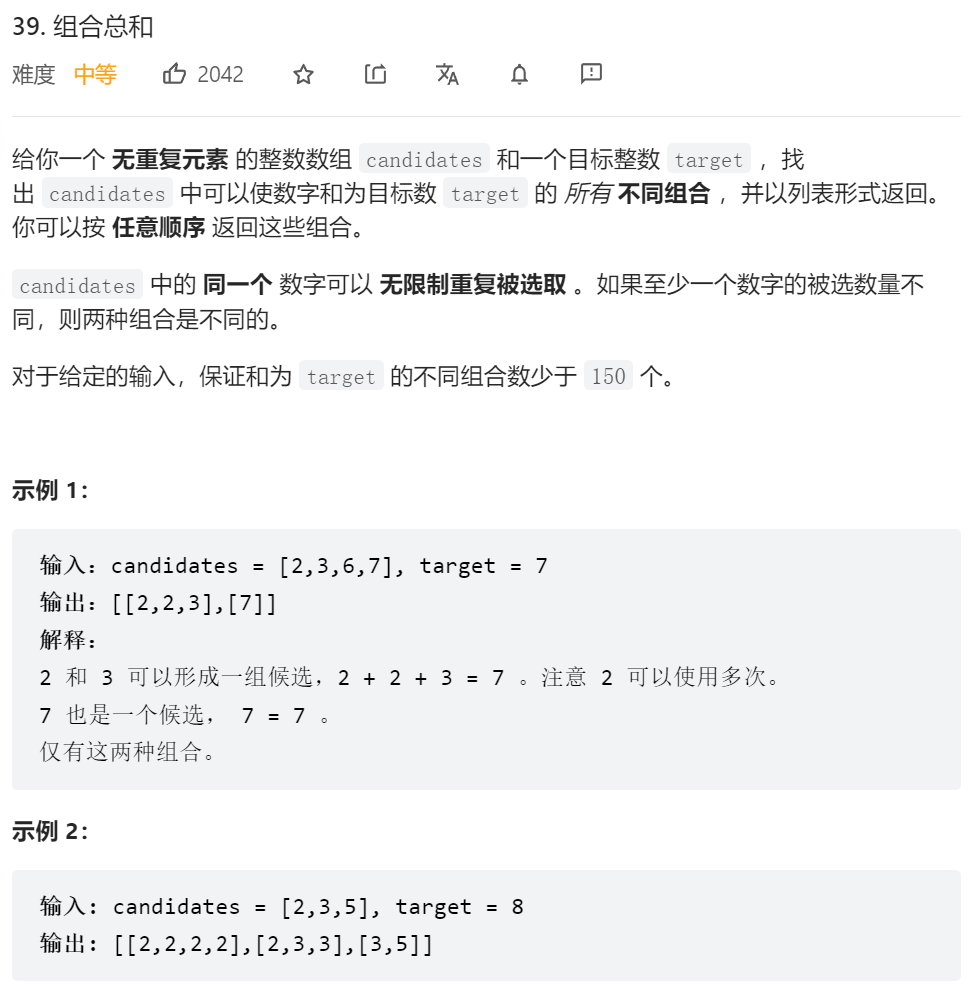 39. 组合总和
难度 中等 2042
给你一个 无重复元素 的整数数组 candidates 和一个目标整数 target ，找
出 candidates 中可以使数字和为目标数 target 的 所有 不同组合 ，并以列表形式返回。
你可以按 任意顺序 返回这些组合。
candidates 中的 同一个 数字可以 无限制重复被选取 。如果至少一个数字的被选数量不
同，则两种组合是不同的。
对于给定的输入，保证和为 target 的不同组合数少于 150 个。
示例 1：
输入：candidates = [2,3,6,7], target = 7
输出：[[2,2,3],[7]]
解释：
2 和 3 可以形成一组候选，2 + 2 + 3 = 7 。注意 2 可以使用多次。
7 也是一个候选， 7 = 7 。
仅有这两种组合。
示例 2：
输入: candidates = [2,3,5], target = 8
输出: [[2,2,2,2],[2,3,3],[3,5]]